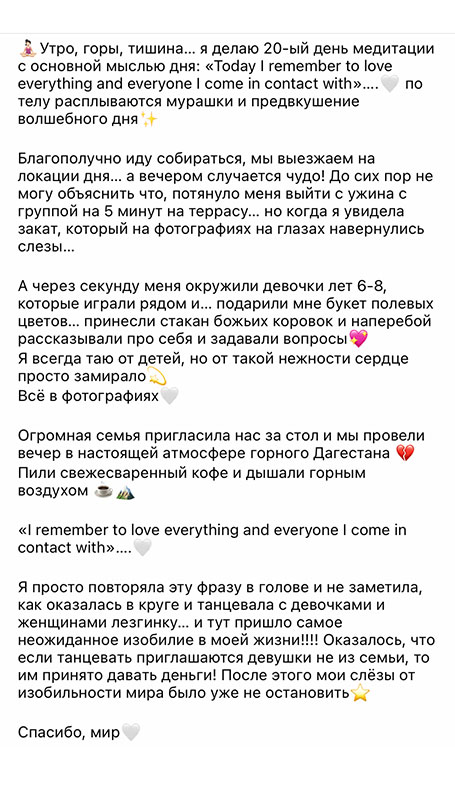 🧘🏻‍♀️Утро, горы, тишина... я делаю 20-ый день медитации
с основной мыслью дня: «Today I remember to love
everything and everyone I come in contact with»....🤍 по
телу расплываются мурашки и предвкушение
волшебного дня✨
Благополучно иду собираться, мы выезжаем на
локации дня... а вечером случается чудо! До сих пор не
могу объяснить что, потянуло меня выйти с ужина с
группой на 5 минут на террасу... но когда я увидела
закат, который на фотографиях на глазах навернулись
слезы...
А через секунду меня окружили девочки лет 6-8,
которые играли рядом и... подарили мне букет полевых
цветов... принесли стакан божьих коровок и наперебой
рассказывали про себя и задавали вопросы💖
Я всегда таю от детей, но от такой нежности сердце
просто замирало💫
Всё в фотографиях🤍
Огромная семья пригласила нас за стол и мы провели
вечер в настоящей атмосфере горного Дагестана 💔
Пили свежесваренный кофе и дышали горным
воздухом ☕️⛰️
«I remember to love everything and everyone I come in
contact with»....🤍
Я просто повторяла эту фразу в голове и не заметила,
как оказалась в круге и танцевала с девочками и
женщинами лезгинку... и тут пришло самое
неожиданное изобилие в моей жизни!!!! Оказалось, что
если танцевать приглашаются девушки не из семьи, то
им принято давать деньги! После этого мои слёзы от
изобильности мира было уже не остановить⭐️
Спасибо, мир🤍